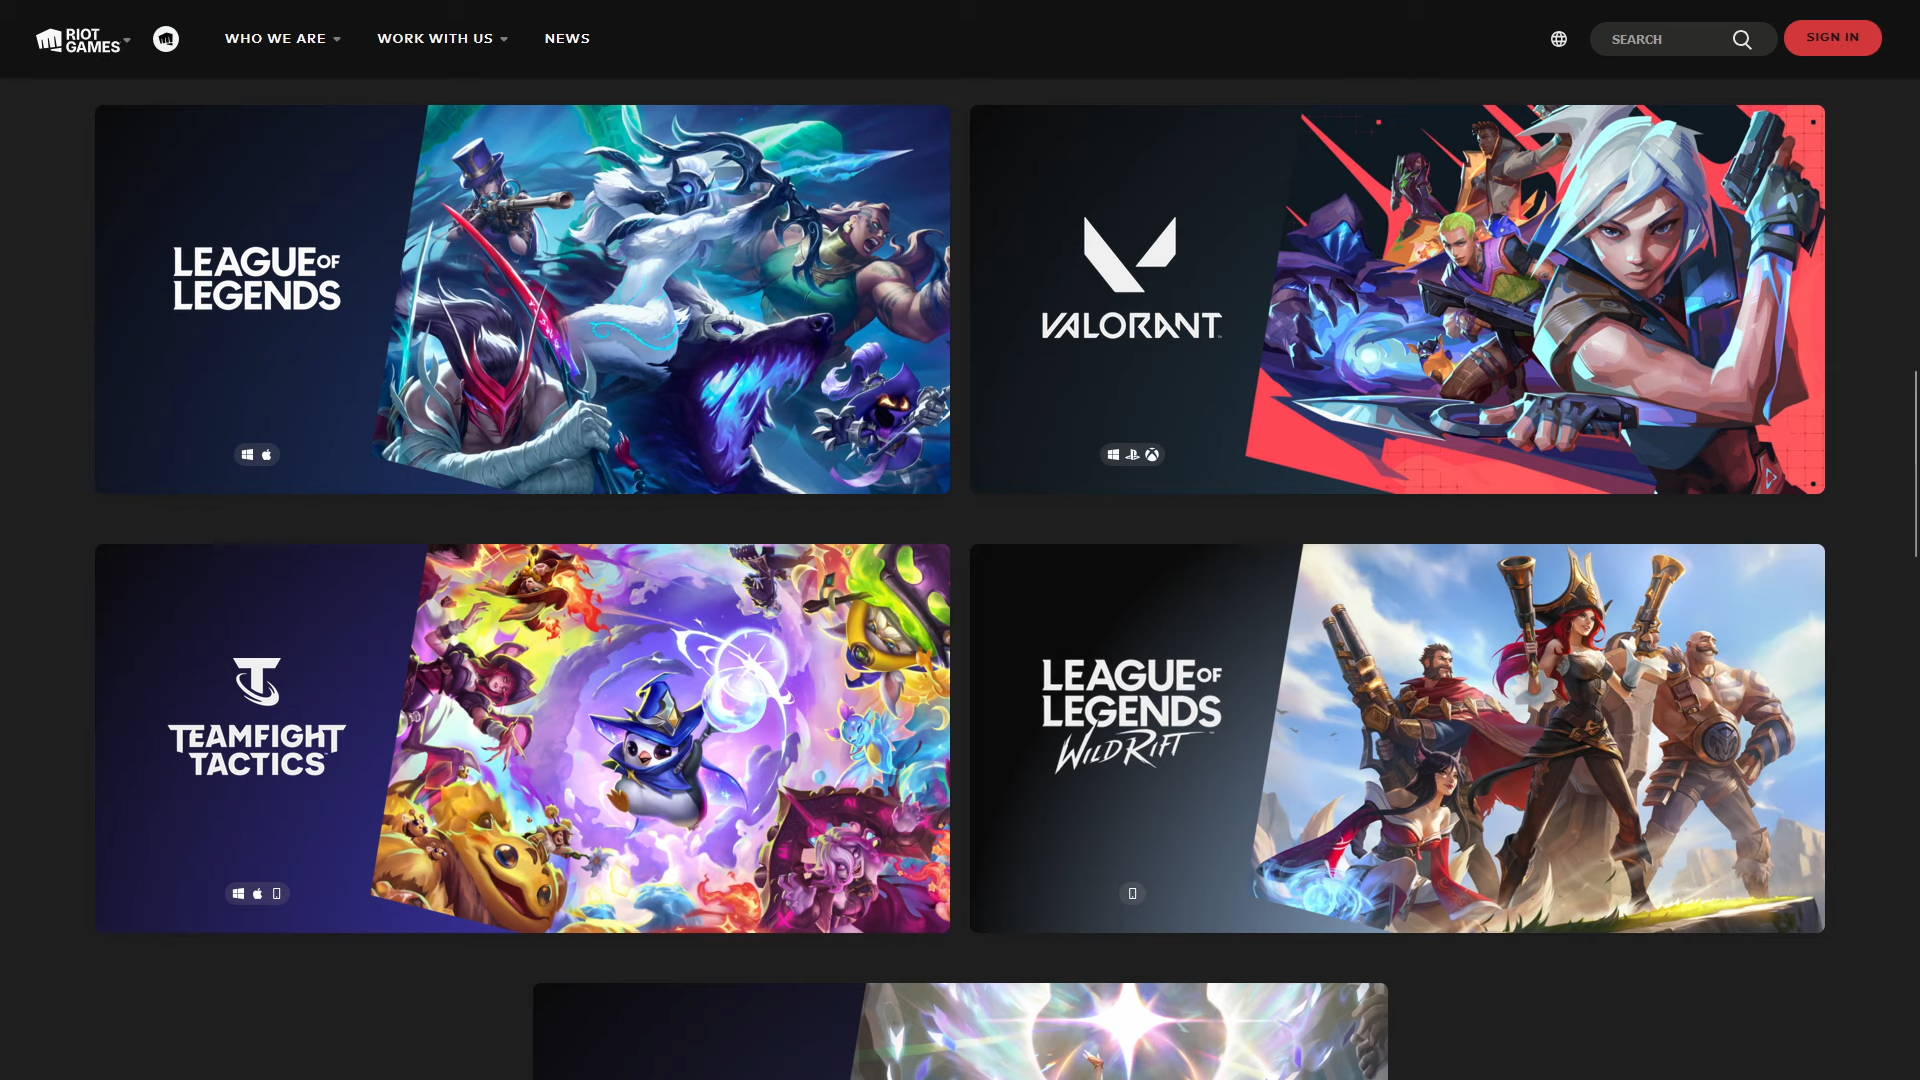 RIOT
GAMES
WHO WE ARE
WORK WITH US
NEWS
SEARCH
SIGN IN
LEAGUE OF
LEGENDS
VALORANT
TEAMFIGHT
TACTICS
LEAGUE OF
LEGENDS
WILD RIFT